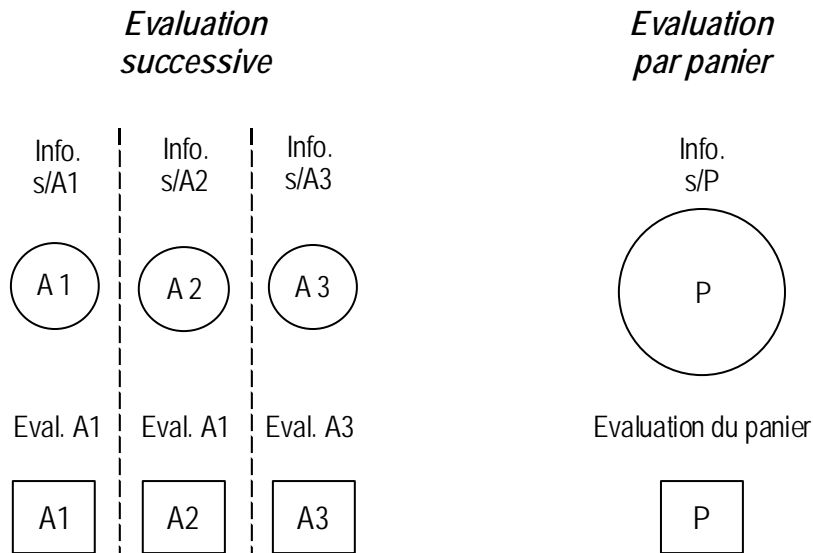 Evaluation
successive
Evaluation
par panier
Info.
s/A1
Info.
s/A2
Info.
s/A3
Info.
s/P
A 1
A 2
A 3
P
Eval. A1
Eval. A1
Eval. A3
Evaluation du panier
A1
A2
A3
P